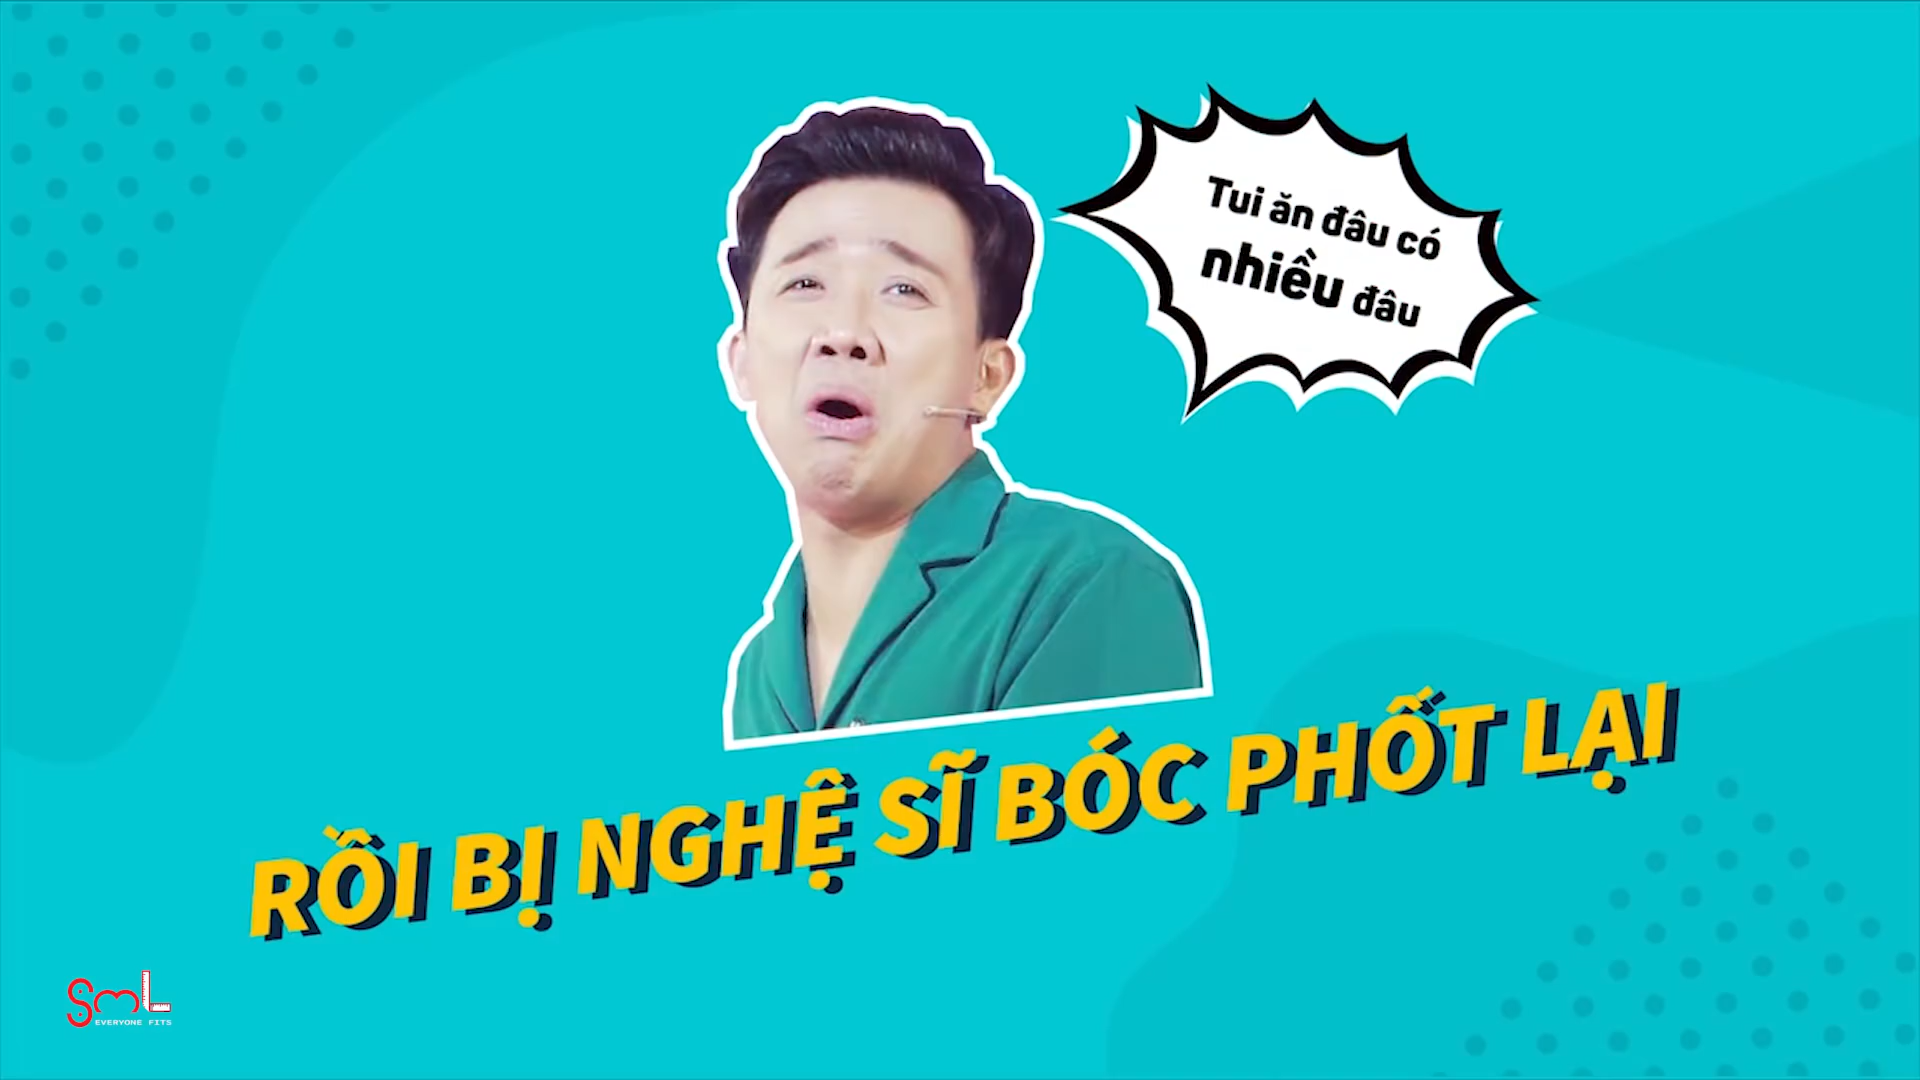 Tui ăn đâu có
nhiều đâu
RỒI BỊ NGHỆ SĨ BÓC PHỐT LẠI
SML
EVERYONE FITS